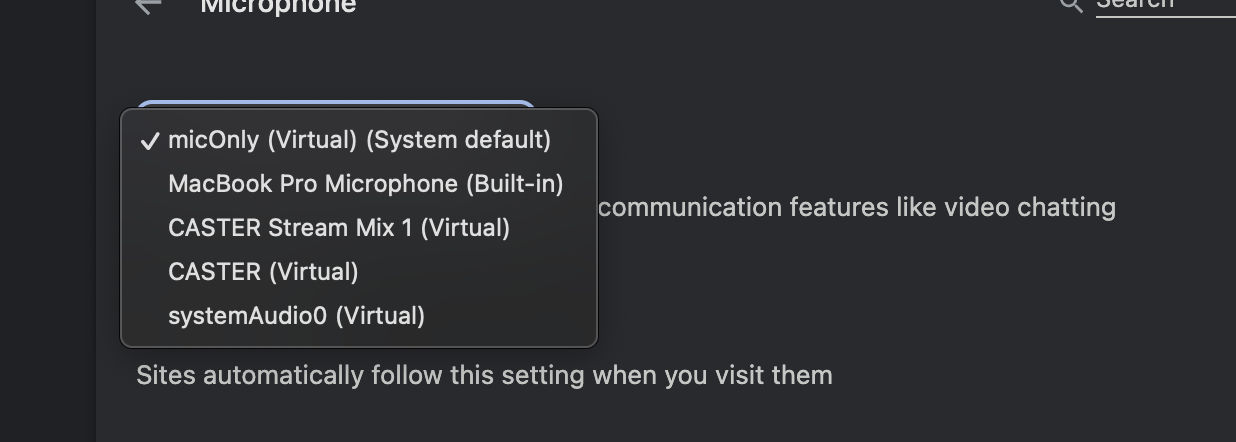 Microphone
Search
✓ micOnly (Virtual) (System default)
MacBook Pro Microphone (Built-in)
CASTER Stream Mix 1 (Virtual)
communication features like video chatting
CASTER (Virtual)
systemAudio0 (Virtual)
Sites automatically follow this setting when you visit them